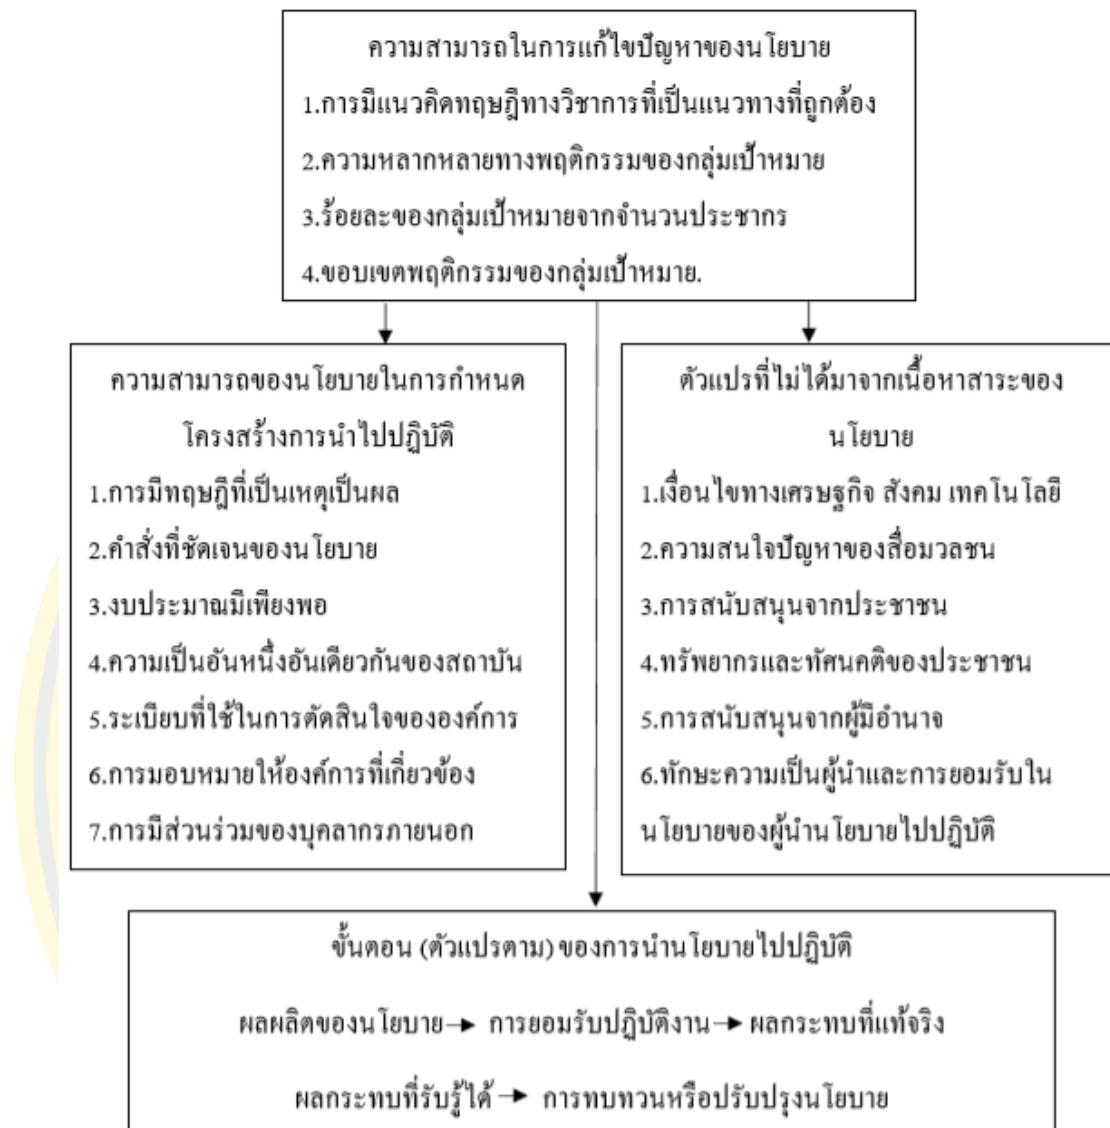 ความสามารถในการแก้ไขปัญหาของนโยบาย
1.การมีแนวคิดทฤษฎีทางวิชาการที่เป็นแนวทางที่ถูกต้อง
2.ความหลากหลายทางพฤติกรรมของกลุ่มเป้าหมาย
3.ร้อยละของกลุ่มเป้าหมายจากจำนวนประชากร
4.ขอบเขตพฤติกรรมของกลุ่มเป้าหมาย.
ความสามารถของนโยบายในการกำหนด
โครงสร้างการนำไปปฏิบัติ
1.การมีทฤษฎีที่เป็นเหตุเป็นผล
2.คำสั่งที่ชัดเจนของนโยบาย
3.งบประมาณมีเพียงพอ
4.ความเป็นอันหนึ่งอันเดียวกันของสถาบัน
5.ระเบียบที่ใช้ในการตัดสินใจขององค์การ
6.การมอบหมายให้องค์การที่เกี่ยวข้อง
7.การมีส่วนร่วมของบุคลากรภายนอก
ตัวแปรที่ไม่ได้มาจากเนื้อหาสาระของ
นโยบาย
1.เงื่อนไขทางเศรษฐกิจ สังคม เทคโนโลยี
2.ความสนใจปัญหาของสื่อมวลชน
3.การสนับสนุนจากประชาชน
4.ทรัพยากรและทัศนคติของประชาชน
5.การสนับสนุนจากผู้มีอำนาจ
6.ทักษะความเป็นผู้นำและการยอมรับใน
นโยบายของผู้นำนโยบายไปปฏิบัติ
ขั้นตอน (ตัวแปรตาม) ของการนำนโยบายไปปฏิบัติ
ผลผลิตของนโยบาย→ การยอมรับปฏิบัติงาน→ ผลกระทบที่แท้จริง
ผลกระทบที่รับรู้ได้→ การทบทวนหรือปรับปรุงนโยบาย